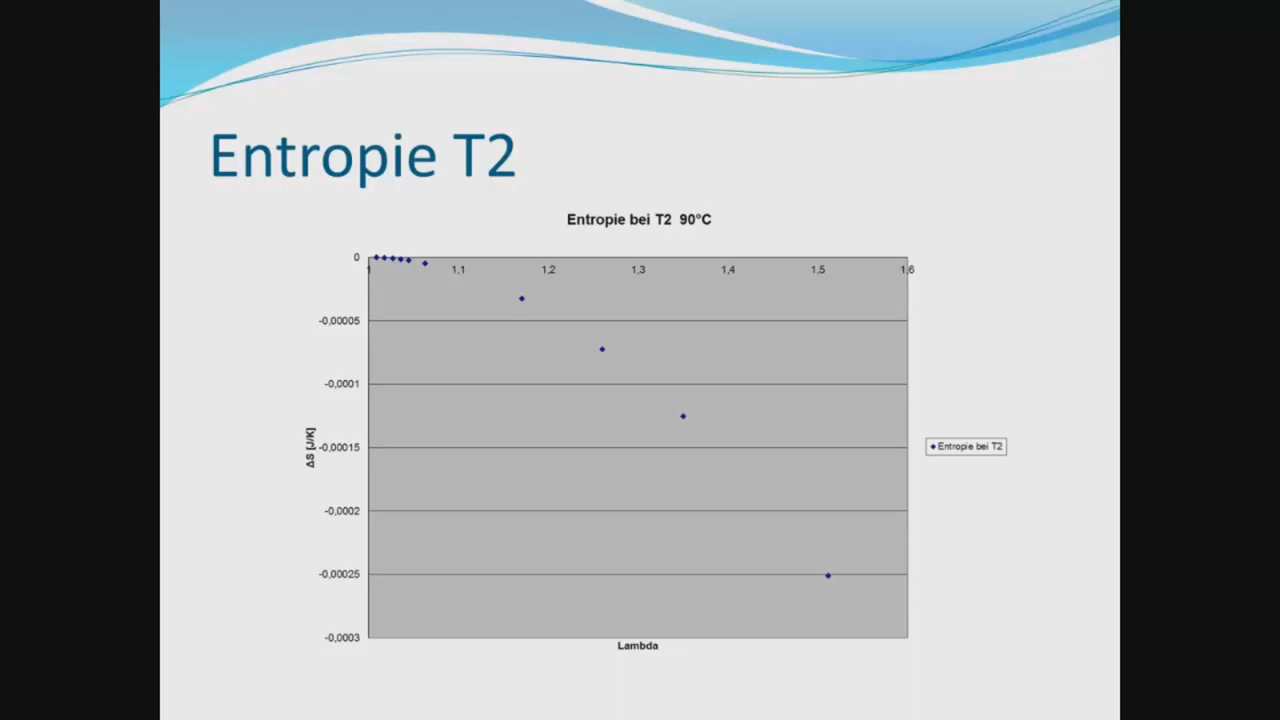 Entropie T2
Entropie bei T2 90°C
0
1
1,1
1,2
1,3
1,4
1,5
1,6
-0,00005
-0,0001
-0,00015
-0,0002
-0,00025
-0,0003
ΔS [J/K]
Entropie bei T2
Lambda